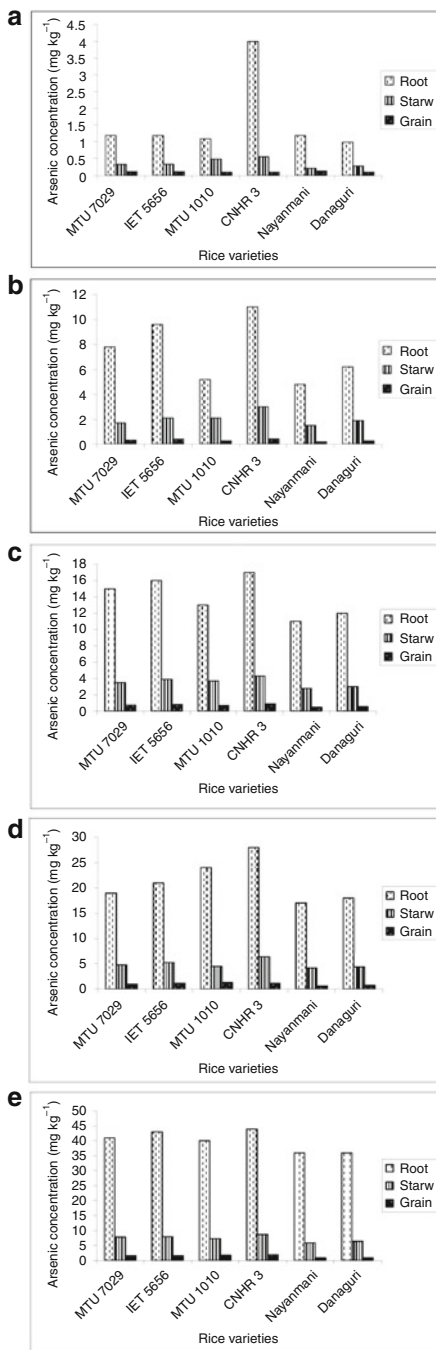 a
Arsenic concentration (mg kg⁻¹)
4.5
4
3.5
3
2.5
2
1.5
1
0.5
0
MTU 7029
IET 5656
MTU 1010
CNHR 3
Nayanmani
Danaguri
Rice varieties
Root
Starw
Grain
b
Arsenic concentration (mg kg⁻¹)
12
10
8
6
4
2
0
MTU 7029
IET 5656
MTU 1010
CNHR 3
Nayanmani
Danaguri
Rice varieties
Root
Starw
Grain
c
Arsenic concentration (mg kg⁻¹)
18
16
14
12
10
8
6
4
2
0
MTU 7029
IET 5656
MTU 1010
CNHR 3
Nayanmani
Danaguri
Rice varieties
Root
Starw
Grain
d
Arsenic concentration (mg kg⁻¹)
30
25
20
15
10
5
0
MTU 7029
IET 5656
MTU 1010
CNHR 3
Nayanmani
Danaguri
Rice varieties
Root
Starw
Grain
e
Arsenic concentration (mg kg⁻¹)
50
45
40
35
30
25
20
15
10
5
0
MTU 7029
IET 5656
MTU 1010
CNHR 3
Nayanmani
Danaguri
Rice varieties
Root
Starw
Grain